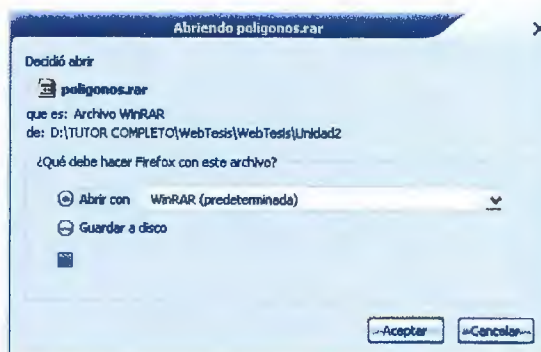 Abriendo poligonos.rar
Decidió abrir
poligonos.rar
que es: Archivo WinRAR
de: D:\TUTOR COMPLETO\WebTesis\WebTesis\Unidad2
¿Qué debe hacer Firefox con este archivo?
Abrir con WinRAR (predeterminada)
Guardar a disco
Aceptar Cancelar